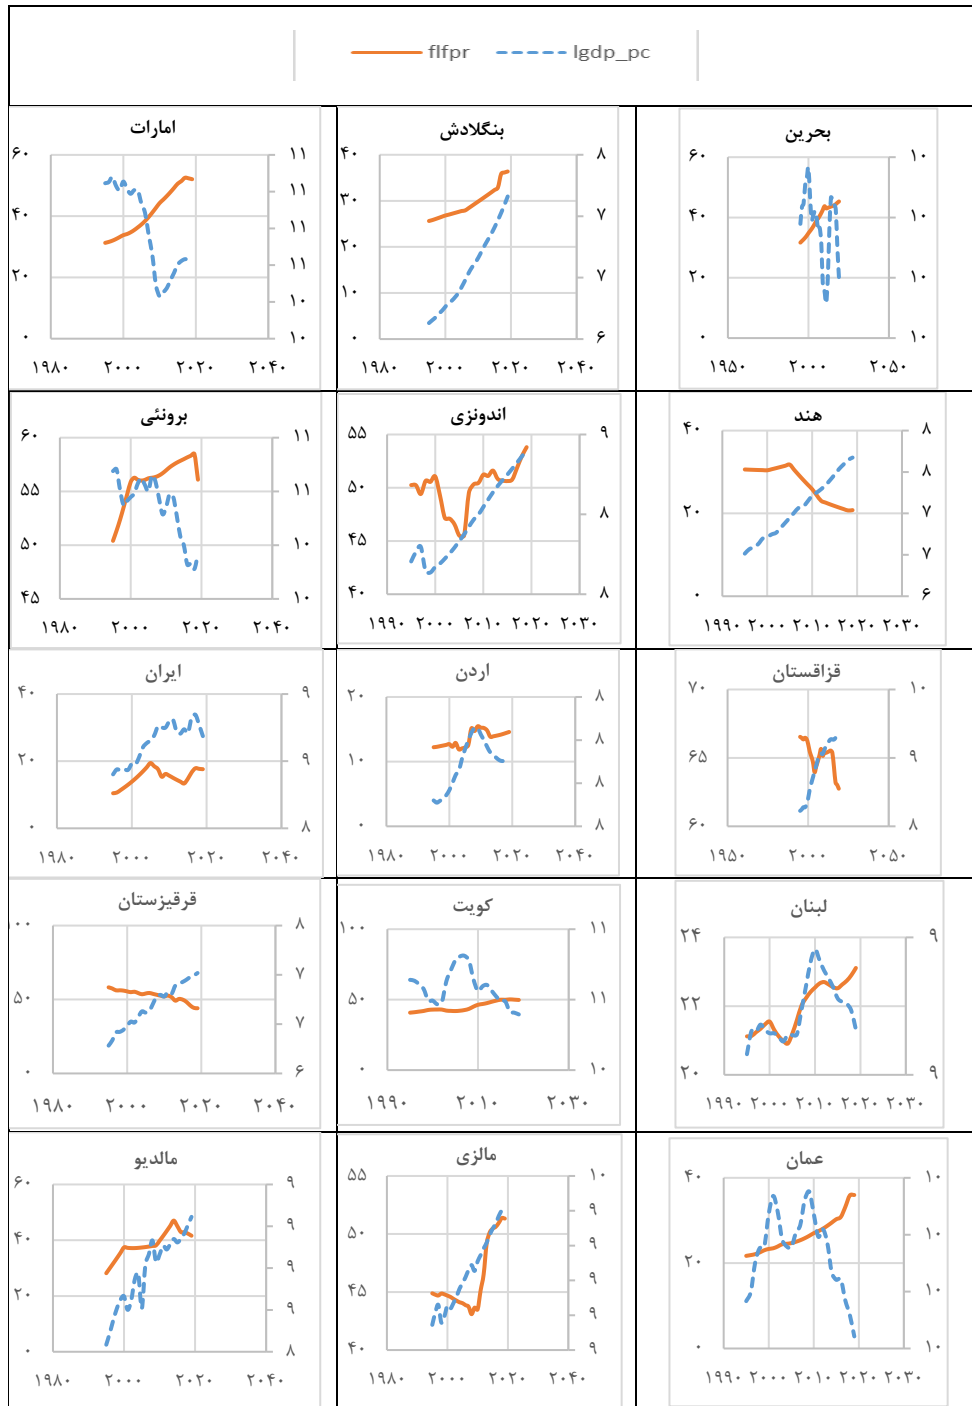 flfpr lgdp_pc
امارات
۶۰ ۴۰ ۲۰ ۰
۱۱ ۱۱ ۱۱ ۱۱ ۱۰ ۱۰
۱۹۸۰ ۲۰۰۰ ۲۰۲۰ ۲۰۴۰
بنگلادش
۴۰ ۳۰ ۲۰ ۱۰ ۰
۸ ۷ ۷ ۶
۱۹۸۰ ۲۰۰۰ ۲۰۲۰ ۲۰۴۰
بحرین
۶۰ ۴۰ ۲۰ ۰
۱۰ ۱۰ ۱۰ ۱۰
۱۹۵۰ ۲۰۰۰ ۲۰۵۰
برونئی
۶۰ ۵۵ ۵۰ ۴۵
۱۱ ۱۱ ۱۰ ۱۰
۱۹۸۰ ۲۰۰۰ ۲۰۲۰ ۲۰۴۰
اندونزی
۵۵ ۵۰ ۴۵ ۴۰
۹ ۸ ۸
۱۹۹۰ ۲۰۰۰ ۲۰۱۰ ۲۰۲۰ ۲۰۳۰
هند
۴۰ ۲۰ ۰
۸ ۸ ۷ ۷ ۶
۱۹۹۰ ۲۰۰۰ ۲۰۱۰ ۲۰۲۰ ۲۰۳۰
ایران
۴۰ ۲۰ ۰
۹ ۹ ۸
۱۹۸۰ ۲۰۰۰ ۲۰۲۰ ۲۰۴۰
اردن
۲۰ ۱۰ ۰
۸ ۸ ۸ ۸
۱۹۸۰ ۲۰۰۰ ۲۰۲۰ ۲۰۴۰
قزاقستان
۷۰ ۶۵ ۶۰
۱۰ ۹ ۸
۱۹۵۰ ۲۰۰۰ ۲۰۵۰
قرقیزستان
۱۰۰ ۵۰ ۰
۸ ۷ ۷ ۶
۱۹۸۰ ۲۰۰۰ ۲۰۲۰ ۲۰۴۰
کویت
۱۰۰ ۵۰ ۰
۱۱ ۱۱ ۱۰
۱۹۹۰ ۲۰۱۰ ۲۰۳۰
لبنان
۲۴ ۲۲ ۲۰
۹ ۹
۱۹۹۰ ۲۰۰۰ ۲۰۱۰ ۲۰۲۰ ۲۰۳۰
مالدیو
۶۰ ۴۰ ۲۰ ۰
۹ ۹ ۹ ۹ ۸
۱۹۸۰ ۲۰۰۰ ۲۰۲۰ ۲۰۴۰
مالزی
۵۵ ۵۰ ۴۵ ۴۰
۱۰ ۹ ۹ ۹ ۹ ۹
۱۹۸۰ ۲۰۰۰ ۲۰۲۰ ۲۰۴۰
عمان
۴۰ ۲۰ ۰
۱۰ ۱۰ ۱۰ ۱۰
۱۹۹۰ ۲۰۰۰ ۲۰۱۰ ۲۰۲۰ ۲۰۳۰